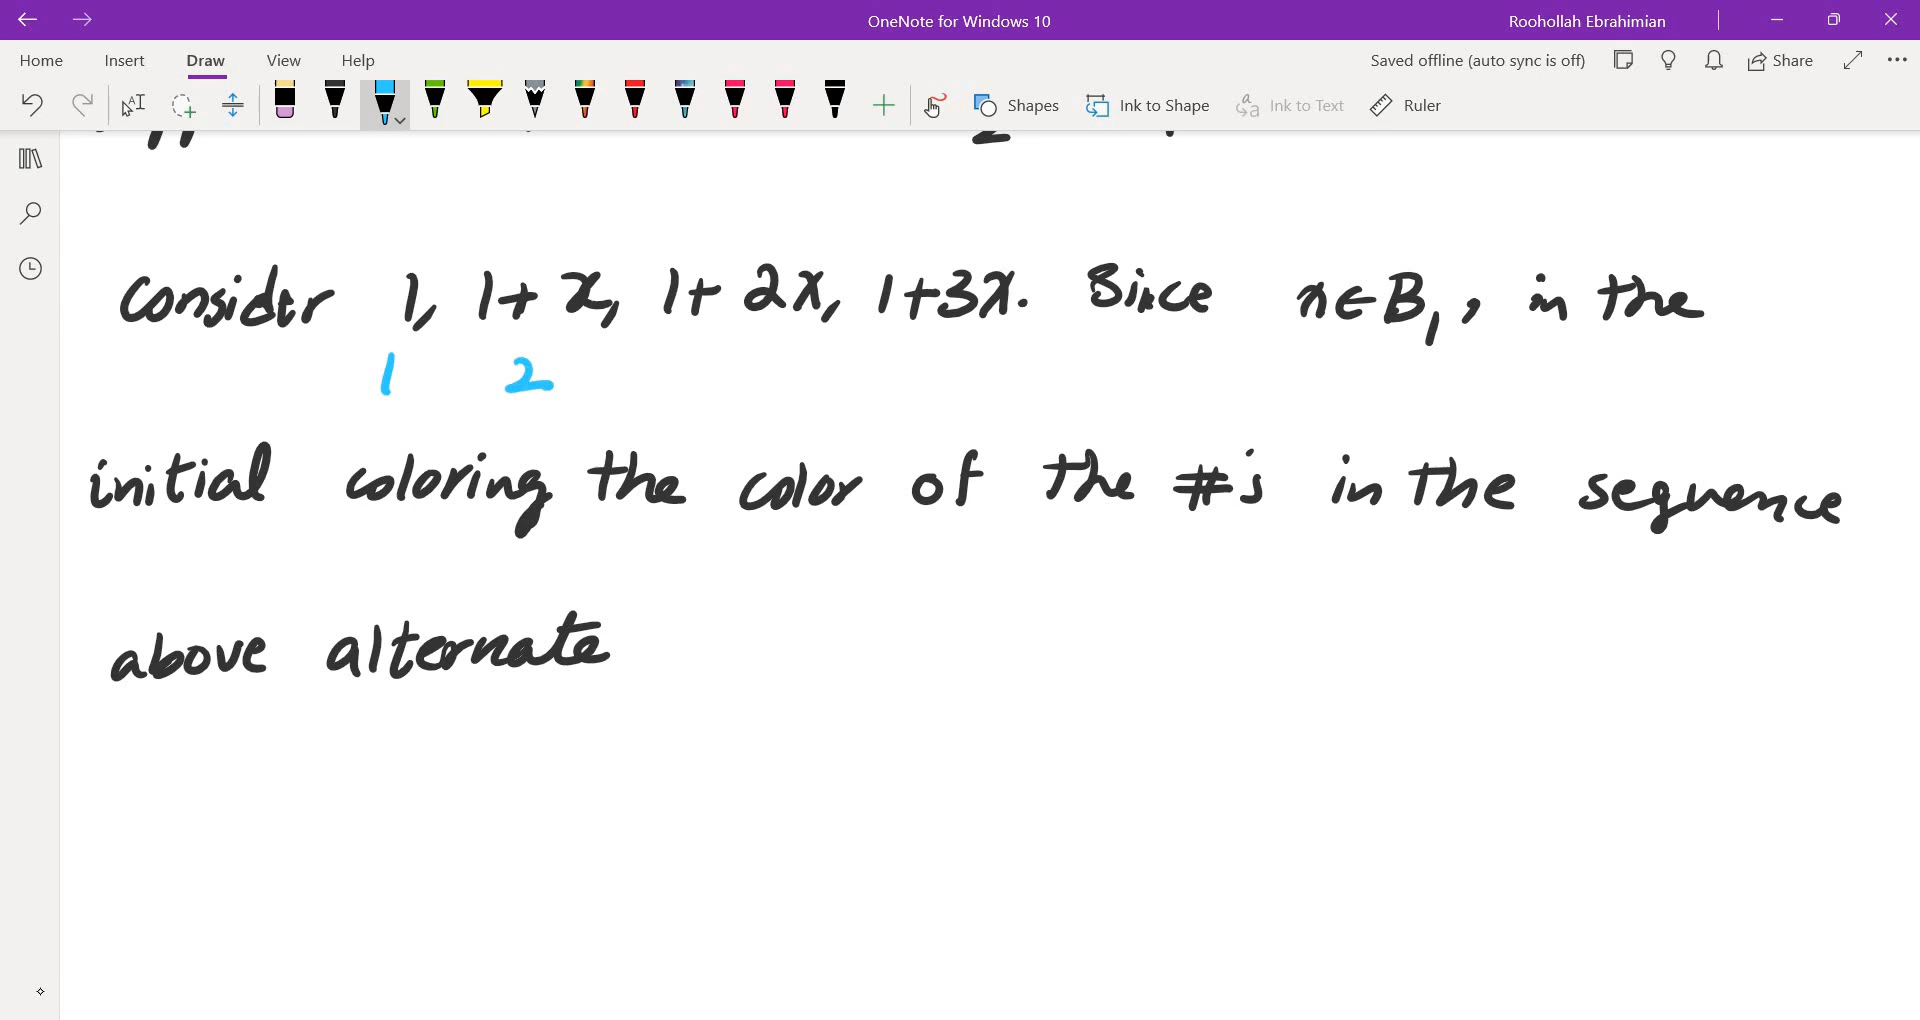 OneNote for Windows 10
Roohollah Ebrahimian
Home Insert Draw View Help
Saved offline (auto sync is off) Share
Shapes Ink to Shape Ink to Text Ruler
Consider 1, 1+x, 1+2x, 1+3x. Since x∈B₁, in the
1 2
initial coloring the color of the #s in the sequence
above alternate